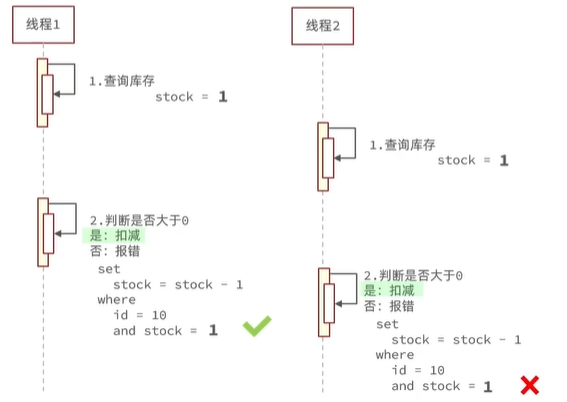 线程1
1.查询库存
stock = 1
2.判断是否大于0
是: 扣减
否: 报错
set
stock = stock - 1
where
id = 10
and stock = 1
线程2
1.查询库存
stock = 1
2.判断是否大于0
是: 扣减
否: 报错
set
stock = stock - 1
where
id = 10
and stock = 1